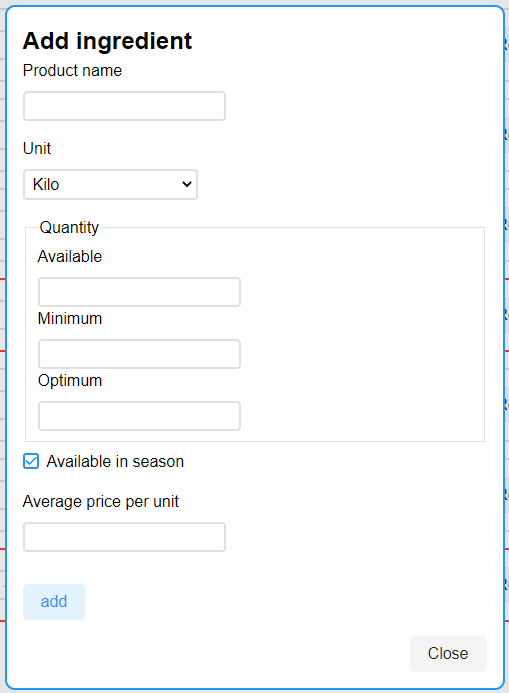 Add ingredient
Product name
Unit
Kilo
Quantity
Available
Minimum
Optimum
Available in season
Average price per unit
add
Close